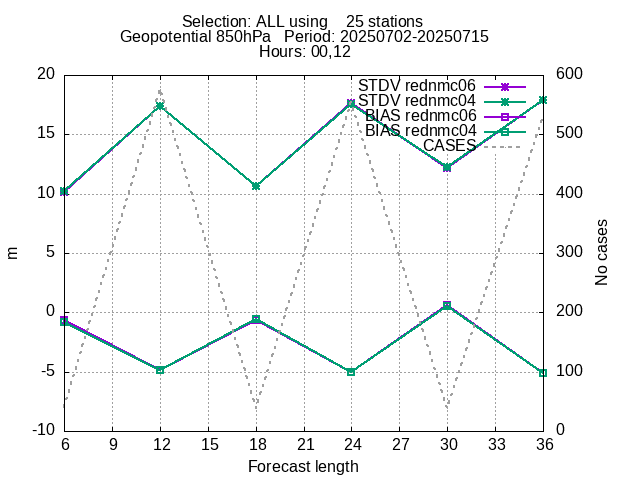 Selection: ALL using    25 stations
Geopotential 850hPa   Period: 20250702-20250715
Hours: 00,12
STDV rednmc06
STDV rednmc04
BIAS rednmc06
BIAS rednmc04
CASES
20
15
10
5
0
-5
-10
m
600
500
400
300
200
100
0
No cases
6 9 12 15 18 21 24 27 30 33 36
Forecast length